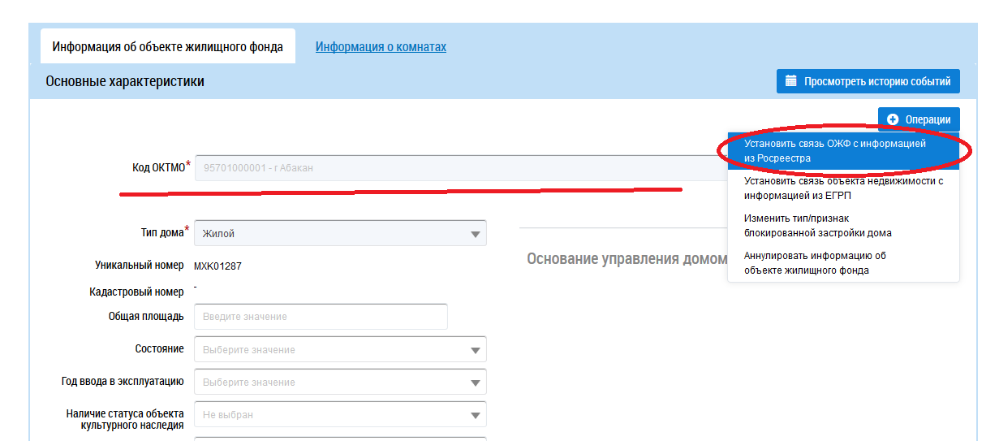 Информация об объекте жилищного фонда
Информация о комнатах
Основные характеристики
Просмотреть историю событий
Операции
Установить связь ОЖФ с информацией
из Росреестра
Установить связь объекта недвижимости с
информацией из ЕГРП
Изменить тип/признак
блокированной застройки дома
Аннулировать информацию об
объекте жилищного фонда
Код ОКТМО*
95701000001 - г Абакан
Тип дома*
Жилой
Основание управления домом
Уникальный номер
MXK01287
Кадастровый номер
-
Общая площадь
Введите значение
Состояние
Выберите значение
Год ввода в эксплуатацию
Выберите значение
Наличие статуса объекта
культурного наследия
Не выбран